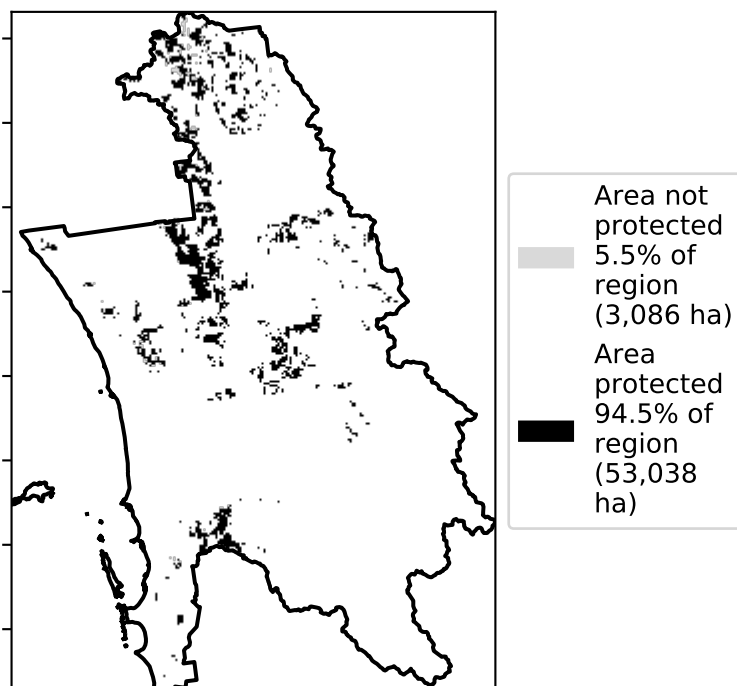 Area not
protected
5.5% of
region
(3,086 ha)
Area
protected
94.5% of
region
(53,038
ha)